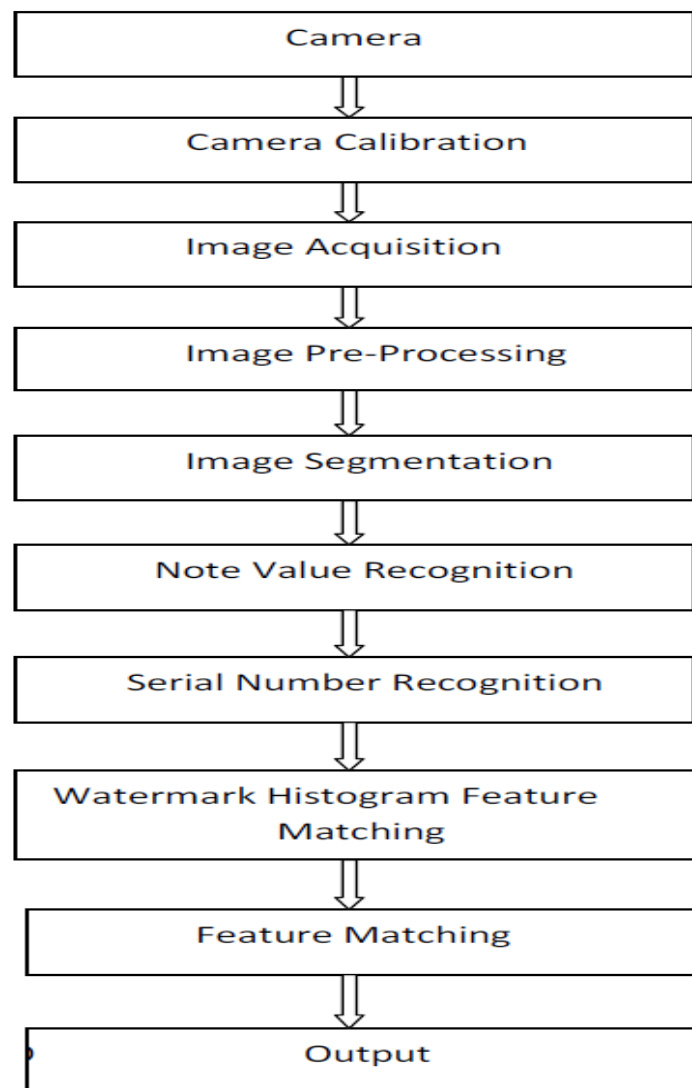 Camera
Camera Calibration
Image Acquisition
Image Pre-Processing
Image Segmentation
Note Value Recognition
Serial Number Recognition
Watermark Histogram Feature
Matching
Feature Matching
Output